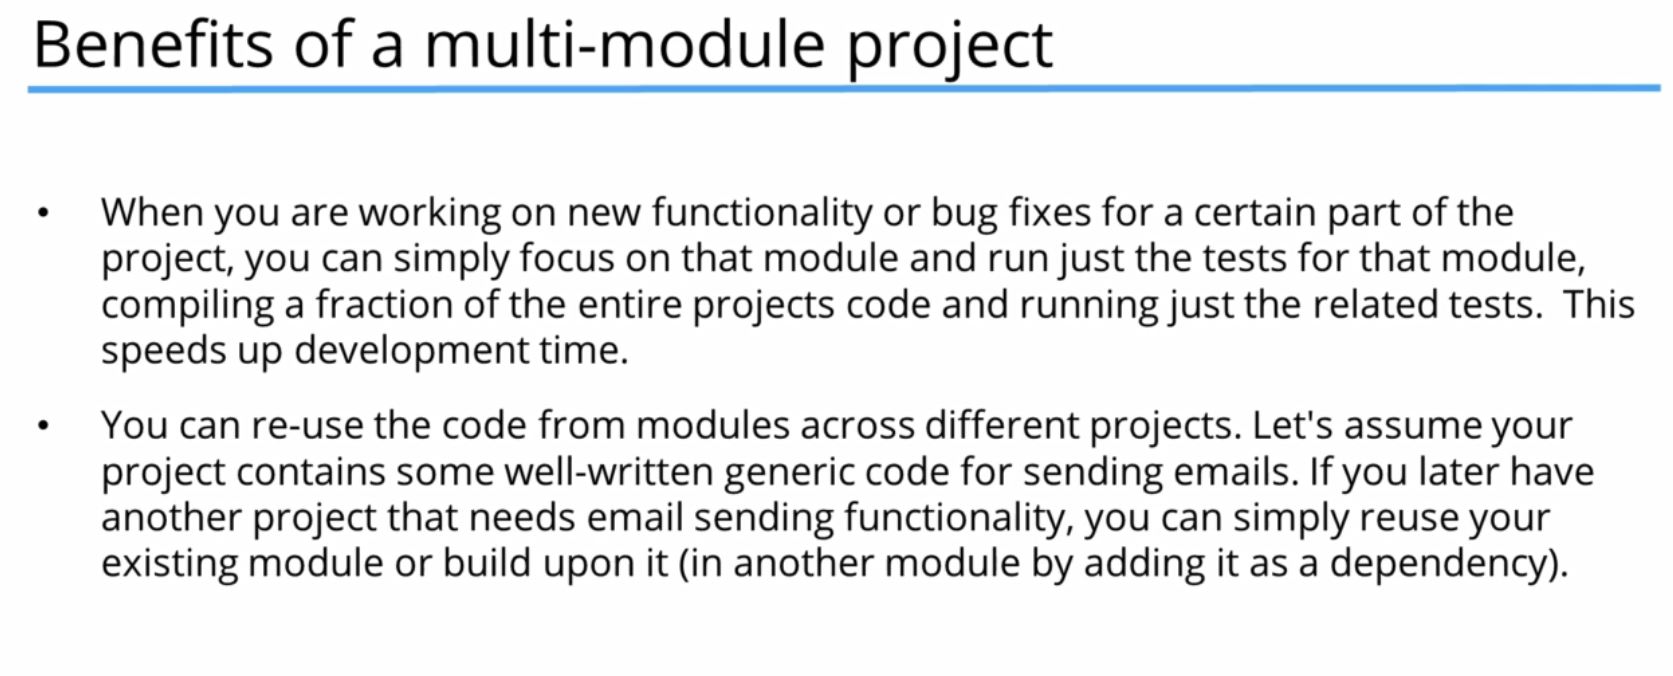 Benefits of a multi-module project
• When you are working on new functionality or bug fixes for a certain part of the
project, you can simply focus on that module and run just the tests for that module,
compiling a fraction of the entire projects code and running just the related tests.  This
speeds up development time.
• You can re-use the code from modules across different projects. Let's assume your
project contains some well-written generic code for sending emails. If you later have
another project that needs email sending functionality, you can simply reuse your
existing module or build upon it (in another module by adding it as a dependency).